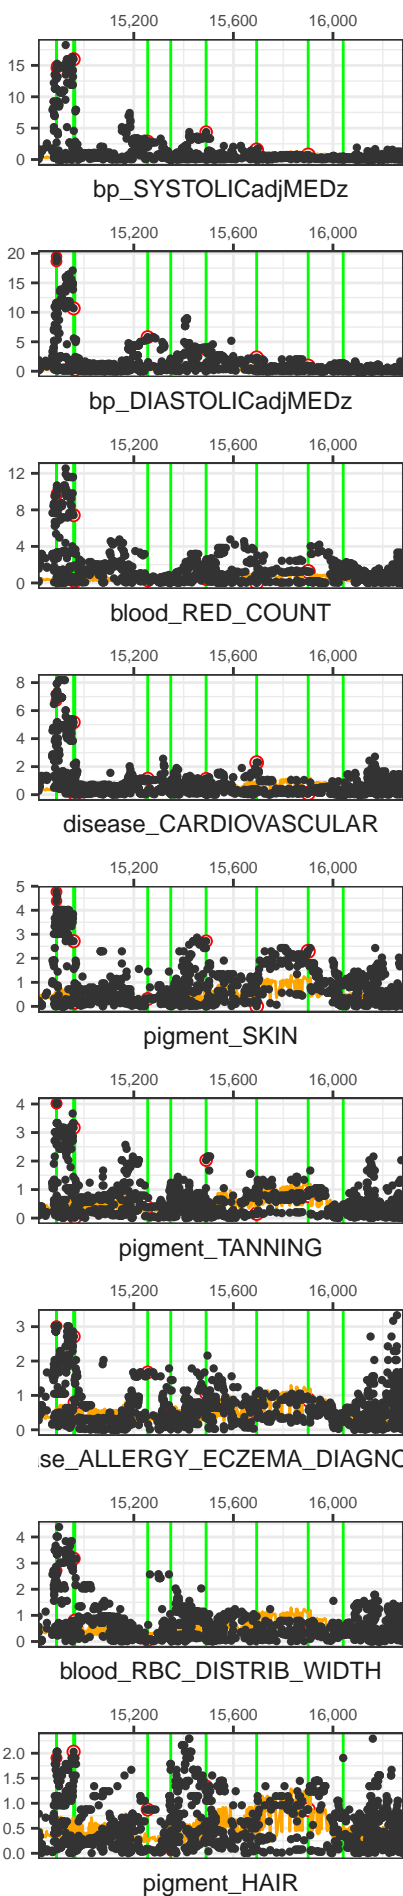 15,200 15,600 16,000
15
10
5
0
bp_SYSTOLICadjMEDz
15,200 15,600 16,000
20
15
10
5
0
bp_DIASTOLICadjMEDz
15,200 15,600 16,000
12
8
4
0
blood_RED_COUNT
15,200 15,600 16,000
8
6
4
2
0
disease_CARDIOVASCULAR
15,200 15,600 16,000
5
4
3
2
1
0
pigment_SKIN
15,200 15,600 16,000
4
3
2
1
0
pigment_TANNING
15,200 15,600 16,000
3
2
1
0
se_ALLERGY_ECZEMA_DIAGNO
15,200 15,600 16,000
4
3
2
1
0
blood_RBC_DISTRIB_WIDTH
15,200 15,600 16,000
2.0
1.5
1.0
0.5
0.0
pigment_HAIR